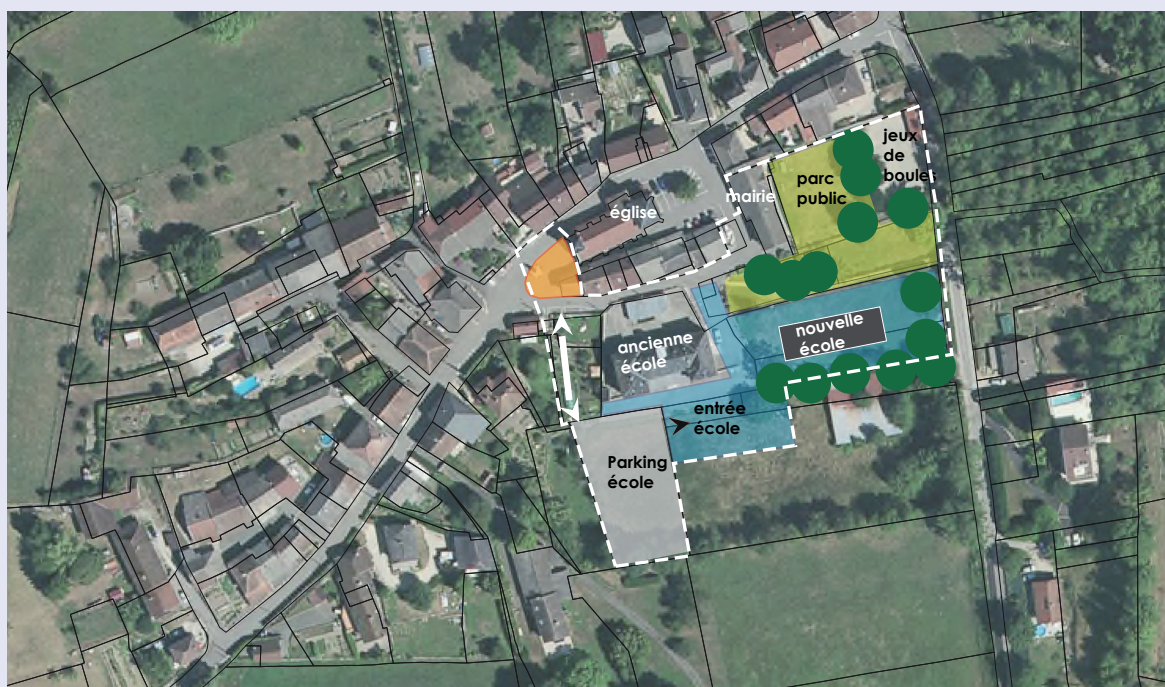 jeux
de
boules
parc
public
mairie
église
nouvelle
école
ancienne
école
entrée
école
Parking
école